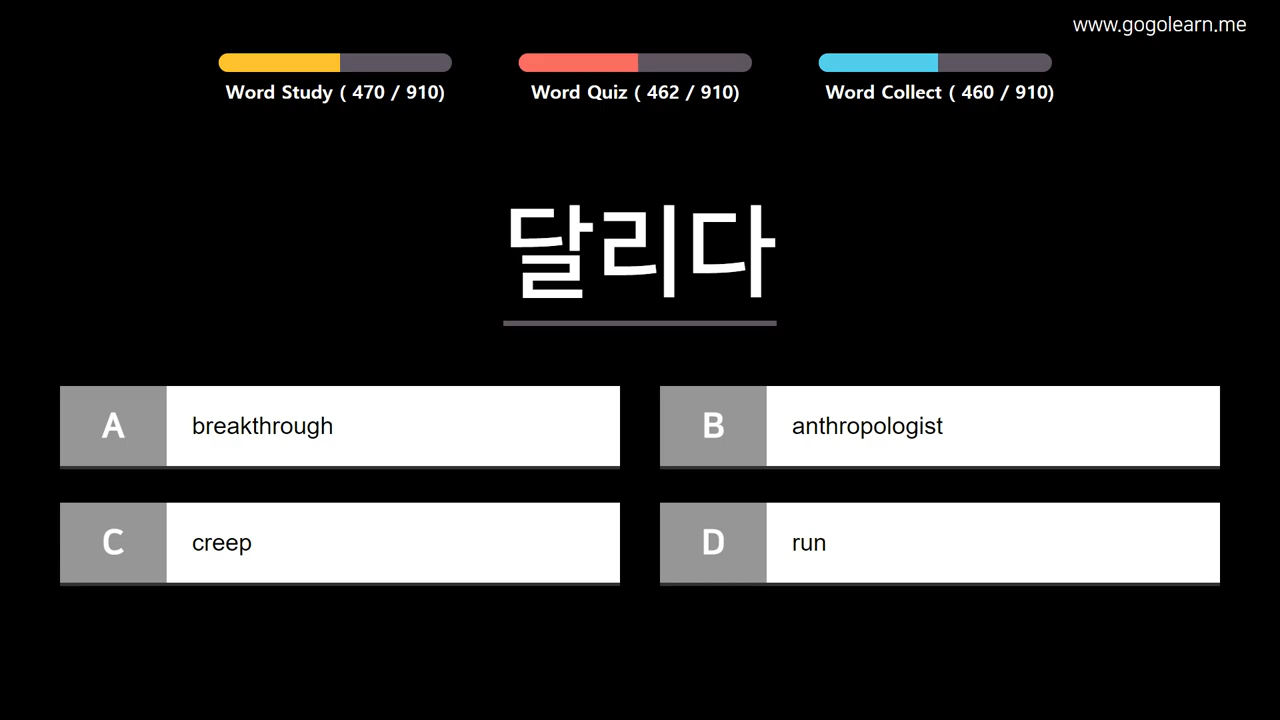 www.gogolearn.me
Word Study ( 470 / 910)
Word Quiz ( 462 / 910)
Word Collect ( 460 / 910)
달리다
A breakthrough
B anthropologist
C creep
D run